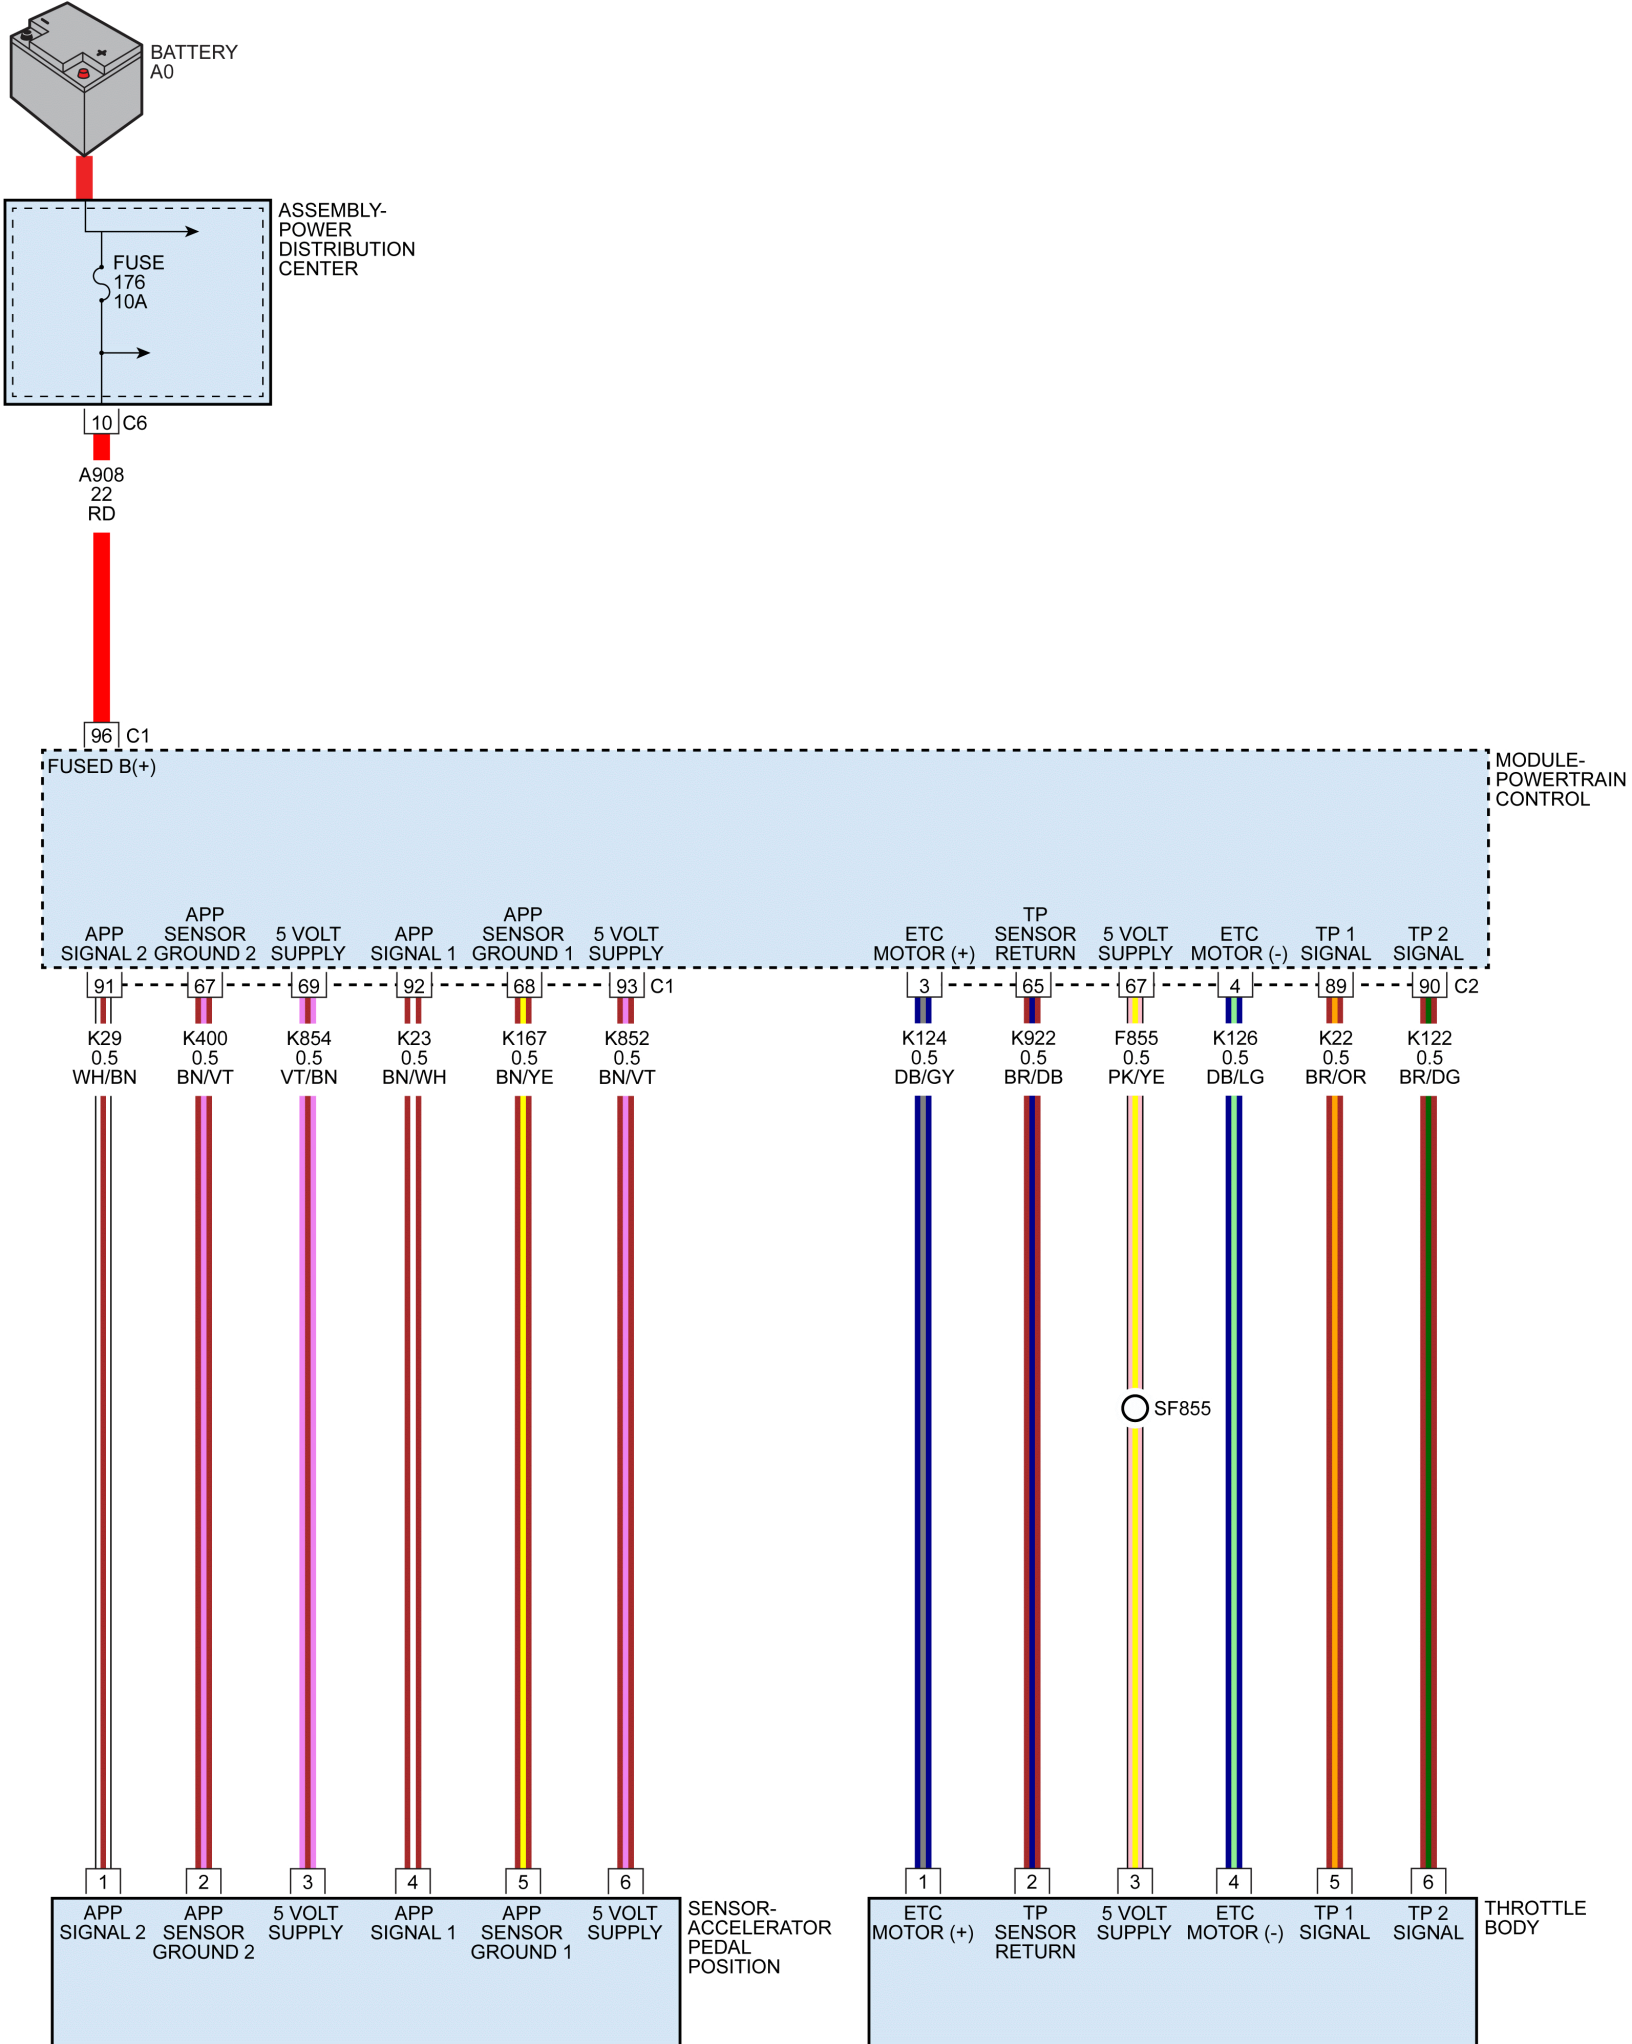 BATTERY
A0
ASSEMBLY-
POWER
DISTRIBUTION
CENTER
FUSE
176
10A
10 C6
A908
22
RD
96 C1
FUSED B(+)
MODULE-
POWERTRAIN
CONTROL
APP
SIGNAL 2
APP
SENSOR
GROUND 2
5 VOLT
SUPPLY
APP
SIGNAL 1
APP
SENSOR
GROUND 1
5 VOLT
SUPPLY
ETC
MOTOR (+)
TP
SENSOR
RETURN
5 VOLT
SUPPLY
ETC
MOTOR (-)
TP 1
SIGNAL
TP 2
SIGNAL
91 67 69 92 68 93 C1 3 65 67 4 89 90 C2
K29
0.5
WH/BN
K400
0.5
BN/VT
K854
0.5
VT/BN
K23
0.5
BN/WH
K167
0.5
BN/YE
K852
0.5
BN/VT
K124
0.5
DB/GY
K922
0.5
BR/DB
F855
0.5
PK/YE
K126
0.5
DB/LG
K22
0.5
BR/OR
K122
0.5
BR/DG
SF855
1 2 3 4 5 6 1 2 3 4 5 6
APP
SIGNAL 2
APP
SENSOR
GROUND 2
5 VOLT
SUPPLY
APP
SIGNAL 1
APP
SENSOR
GROUND 1
5 VOLT
SUPPLY
SENSOR-
ACCELERATOR
PEDAL
POSITION
ETC
MOTOR (+)
TP
SENSOR
RETURN
5 VOLT
SUPPLY
ETC
MOTOR (-)
TP 1
SIGNAL
TP 2
SIGNAL
THROTTLE
BODY